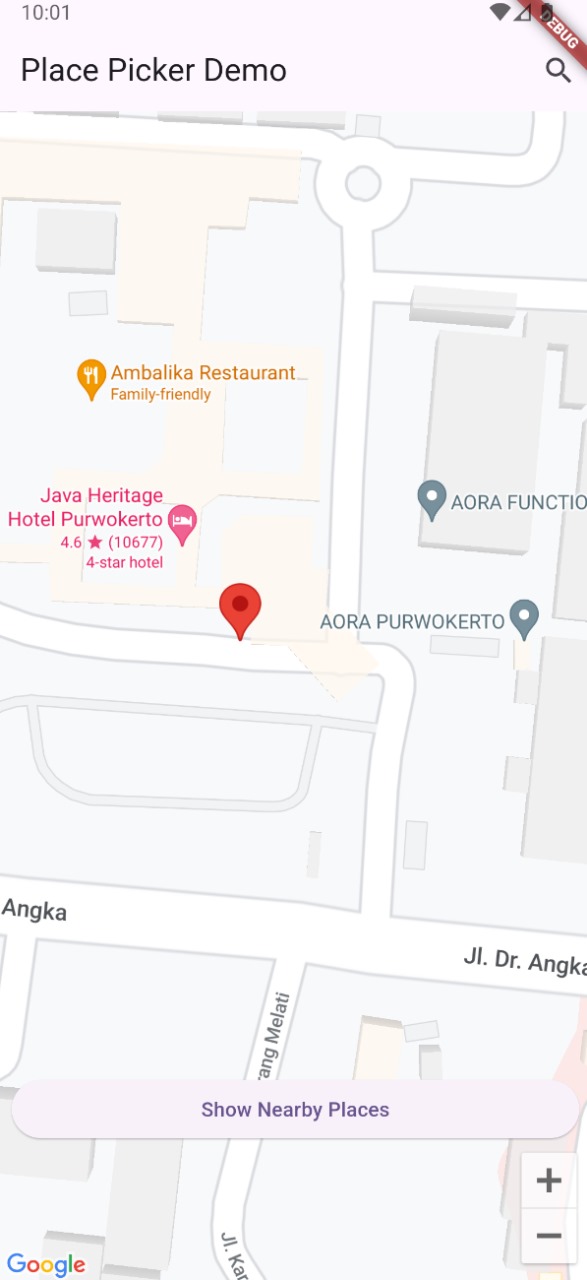 10:01
DEBUG
Place Picker Demo
Ambalika Restaurant...
Family-friendly
Java Heritage
Hotel Purwokerto
4.6 ★ (10677)
4-star hotel
AORA FUNCTIO
AORA PURWOKERTO
Angka
Jl. Dr. Angka
rang Melati
Show Nearby Places
+
−
Jl. Kar
Google